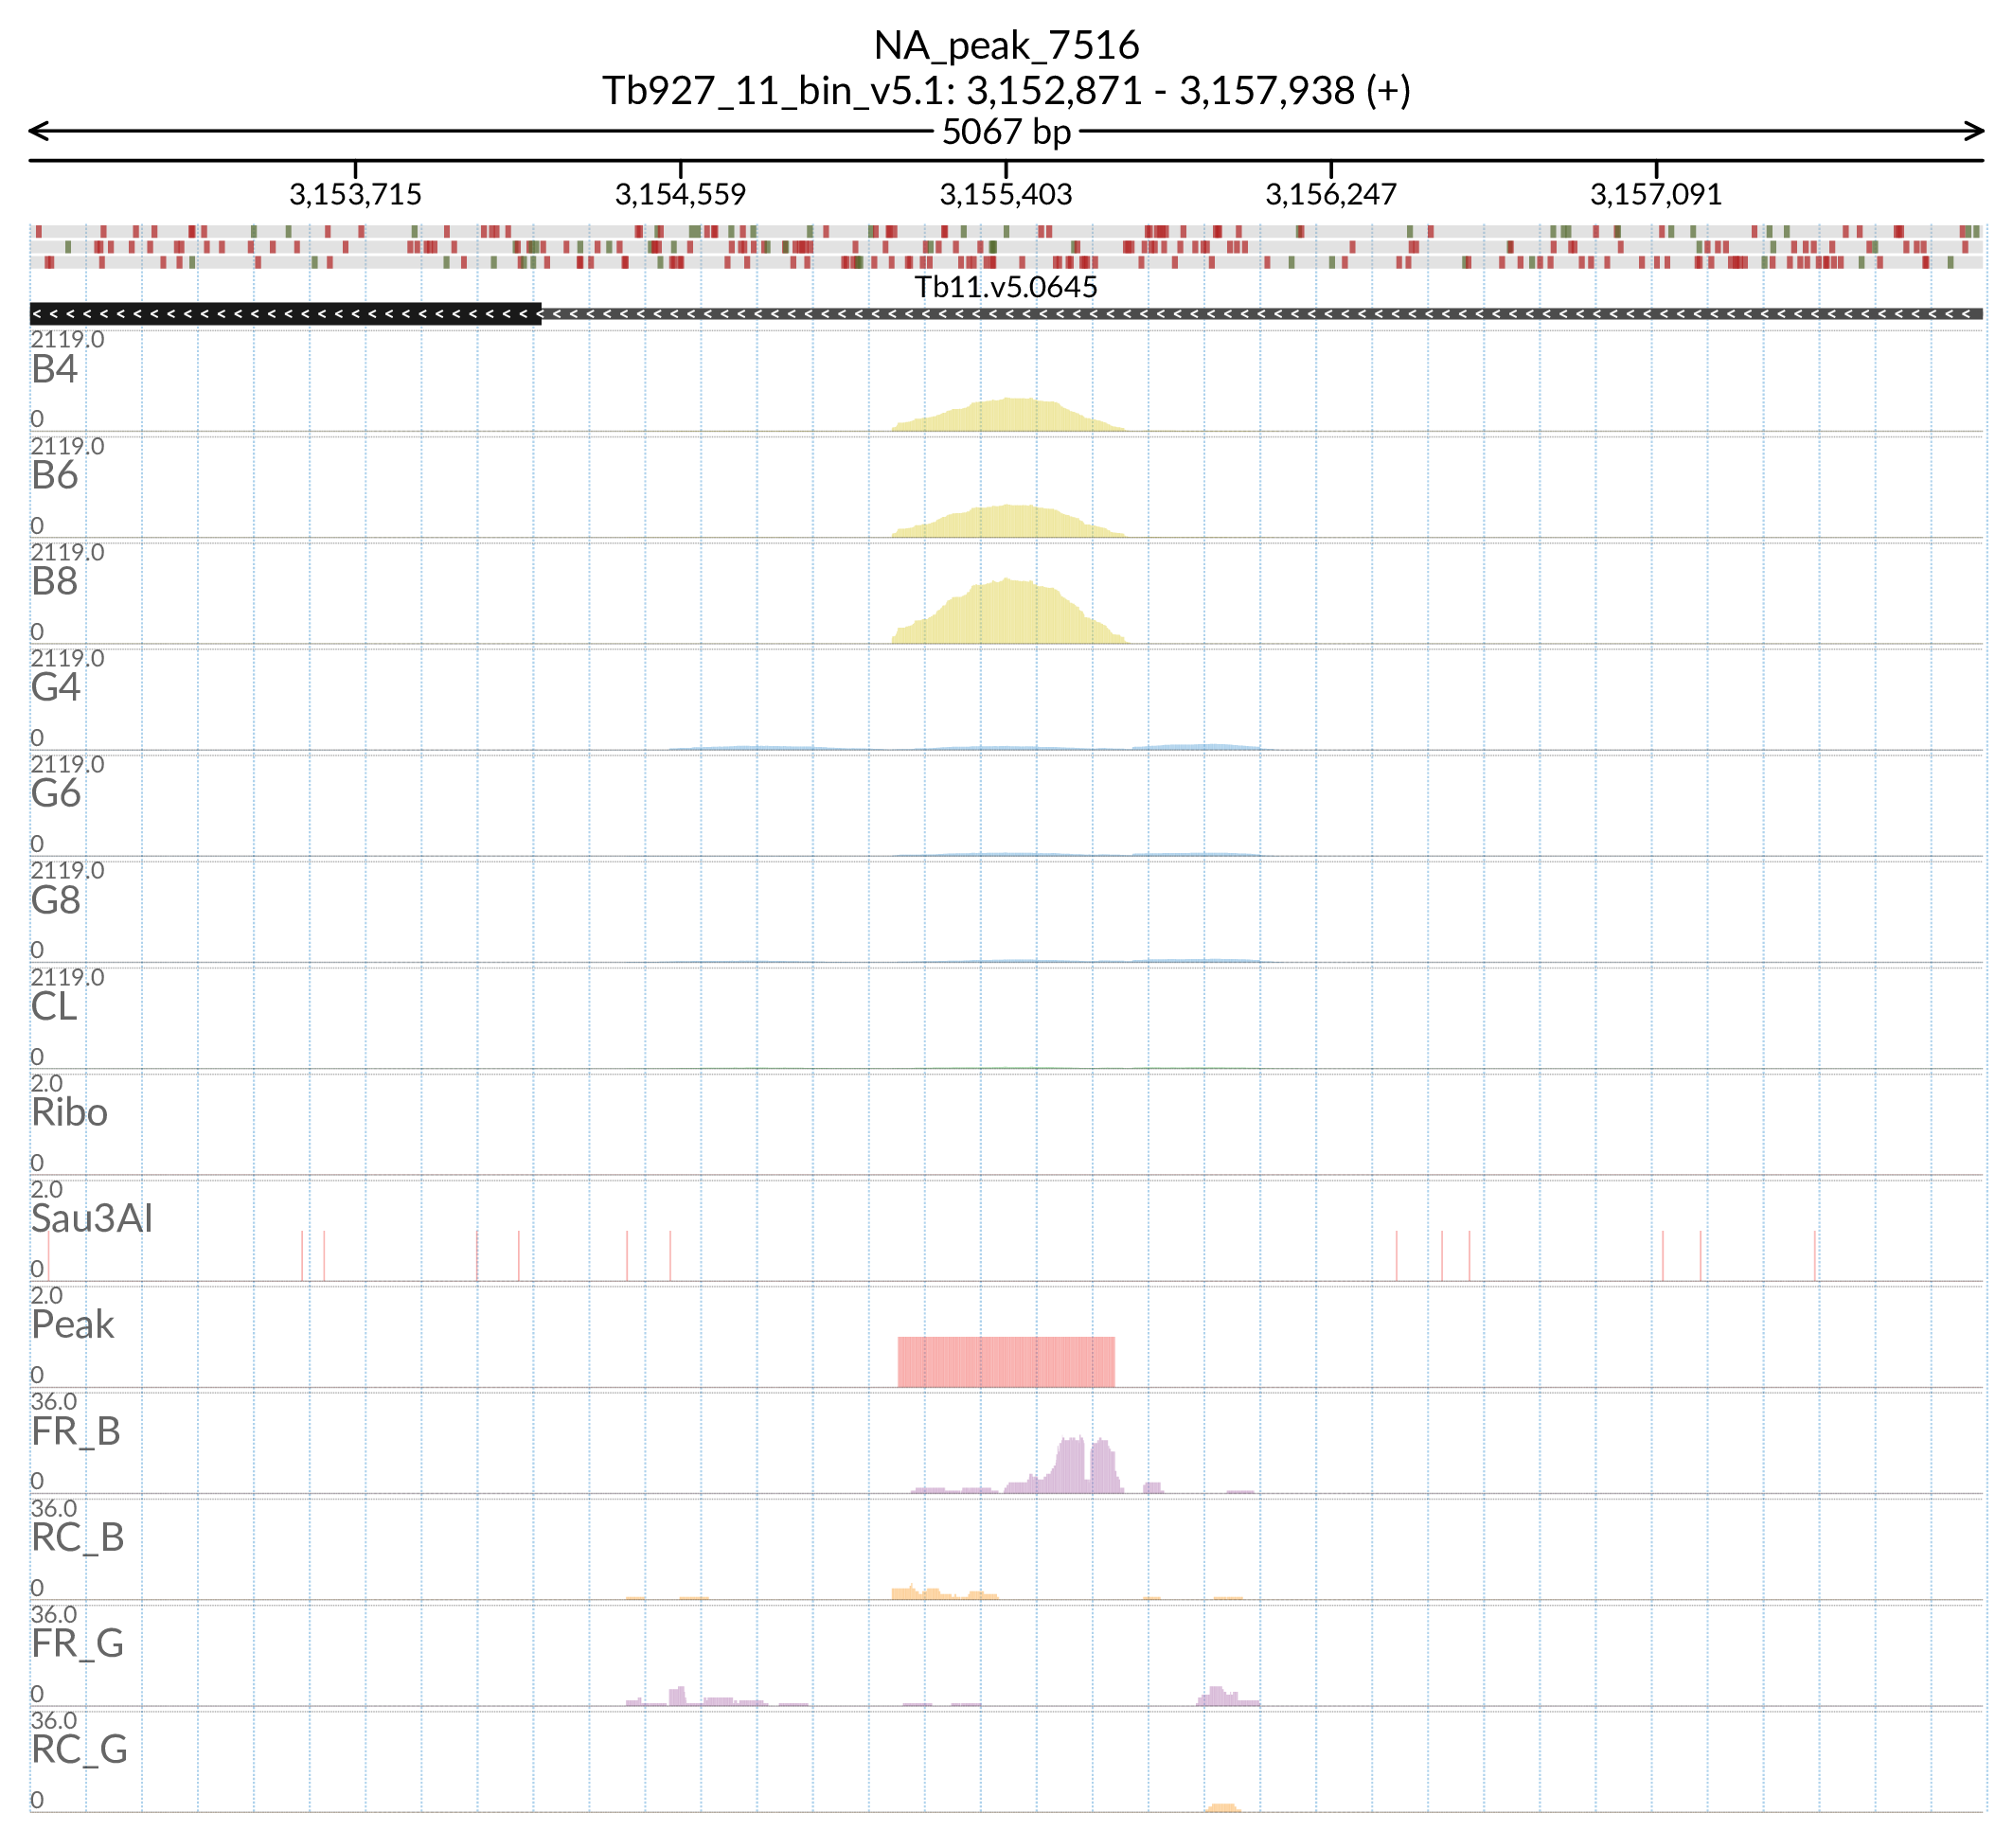 NA_peak_7516
Tb927_11_bin_v5.1: 3,152,871 - 3,157,938 (+)
5067 bp
3,153,715 3,154,559 3,155,403 3,156,247 3,157,091
Tb11.v5.0645
2119.0
B4
0
2119.0
B6
0
2119.0
B8
0
2119.0
G4
0
2119.0
G6
0
2119.0
G8
0
2119.0
CL
0
2.0
Ribo
0
2.0
Sau3AI
0
2.0
Peak
0
36.0
FR_B
0
36.0
RC_B
0
36.0
FR_G
0
36.0
RC_G
0